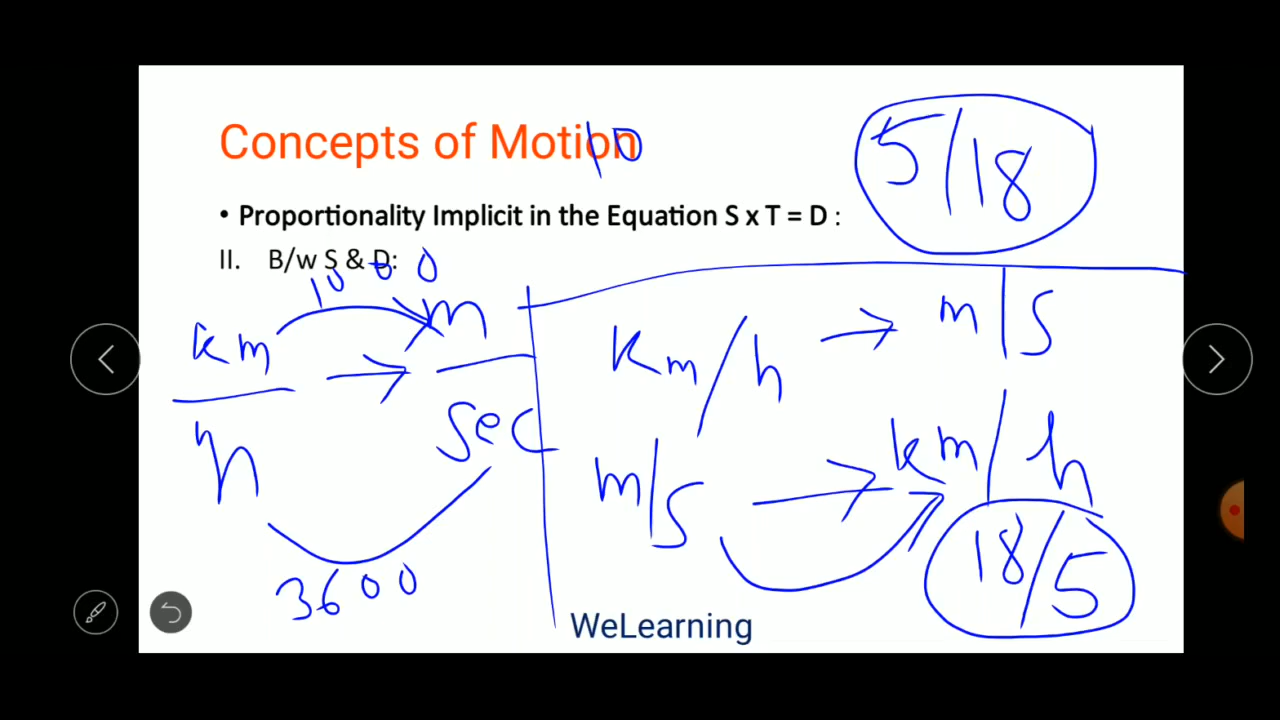 Concepts of Motion
10
5/18
• Proportionality Implicit in the Equation S x T = D :
II. B/w S & D:
1000
km
h
→
m
sec
3600
Km/h → m/s
m/s → km/h
18/5
WeLearning